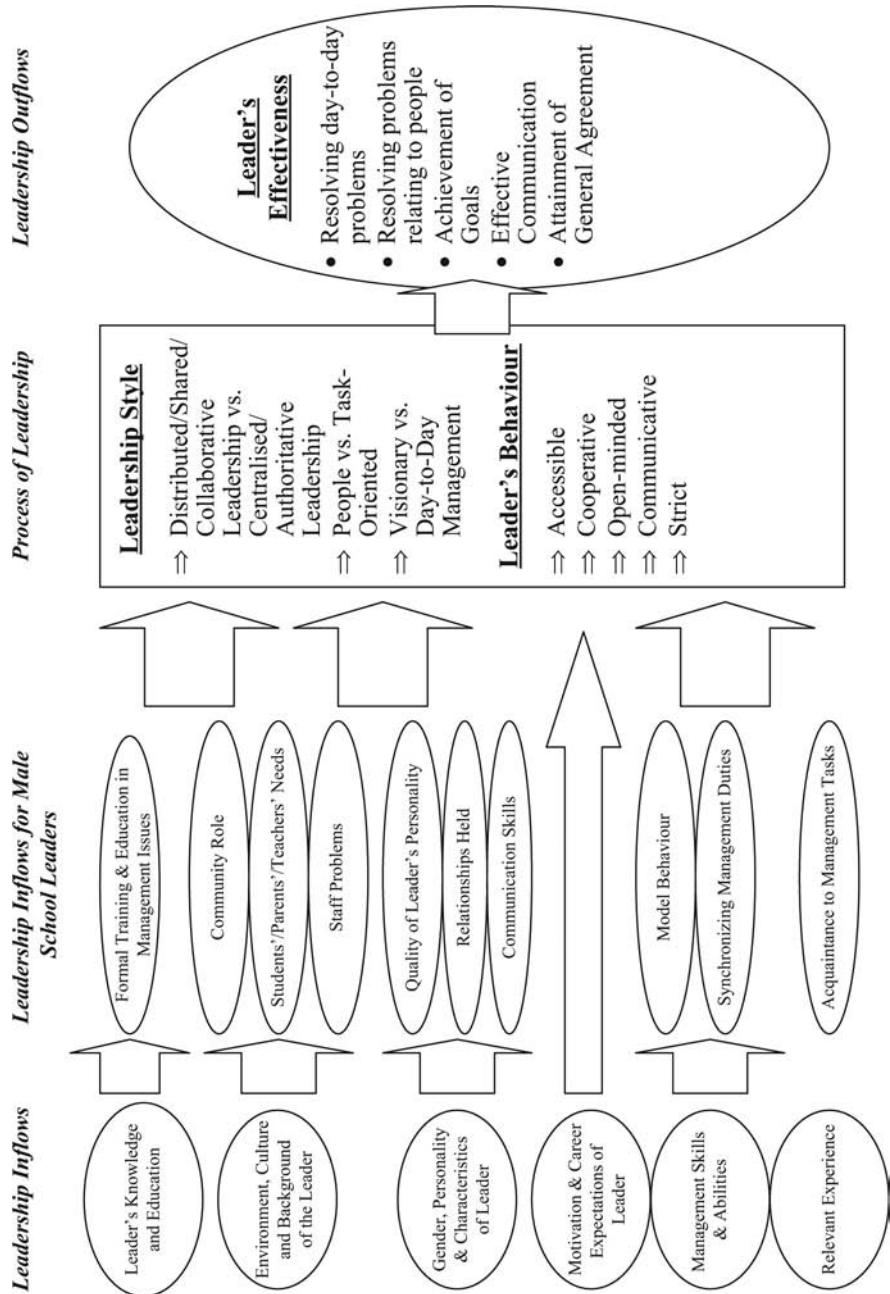 Leadership Inflows
Leader's Knowledge
and Education
Environment, Culture
and Background
of the Leader
Gender, Personality
& Characteristics
of Leader
Motivation & Career
Expectations of
Leader
Management Skills
& Abilities
Relevant Experience
Leadership Inflows for Male
School Leaders
Formal Training & Education in
Management Issues
Community Role
Students'/Parents'/Teachers' Needs
Staff Problems
Quality of Leader's Personality
Relationships Held
Communication Skills
Model Behaviour
Synchronizing Management Duties
Acquaintance to Management Tasks
Process of Leadership
Leadership Style
⇒ Distributed/Shared/
Collaborative
Leadership vs.
Centralised/
Authoritative
Leadership
⇒ People vs. Task-
Oriented
⇒ Visionary vs.
Day-to-Day
Management
Leader's Behaviour
⇒ Accessible
⇒ Cooperative
⇒ Open-minded
⇒ Communicative
⇒ Strict
Leadership Outflows
Leader's
Effectiveness
• Resolving day-to-day
problems
• Resolving problems
relating to people
• Achievement of
Goals
• Effective
Communication
• Attainment of
General Agreement